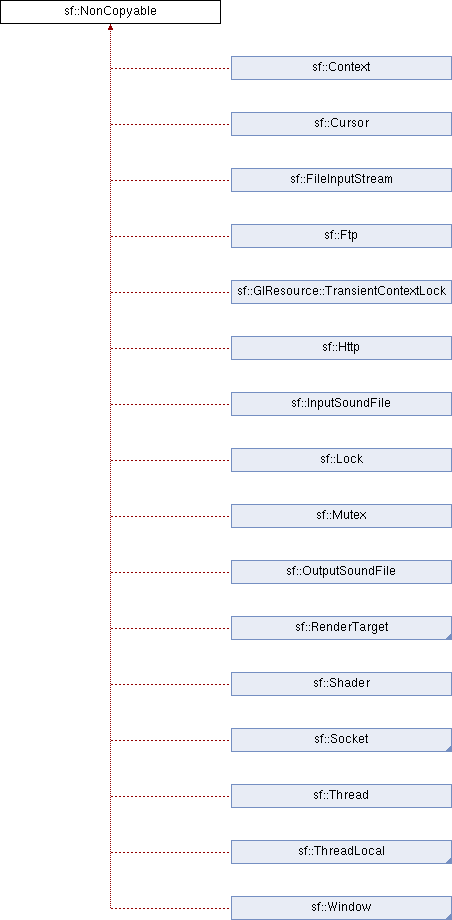 sf::NonCopyable
sf::Context
sf::Cursor
sf::FileInputStream
sf::Ftp
sf::GlResource::TransientContextLock
sf::Http
sf::InputSoundFile
sf::Lock
sf::Mutex
sf::OutputSoundFile
sf::RenderTarget
sf::Shader
sf::Socket
sf::Thread
sf::ThreadLocal
sf::Window